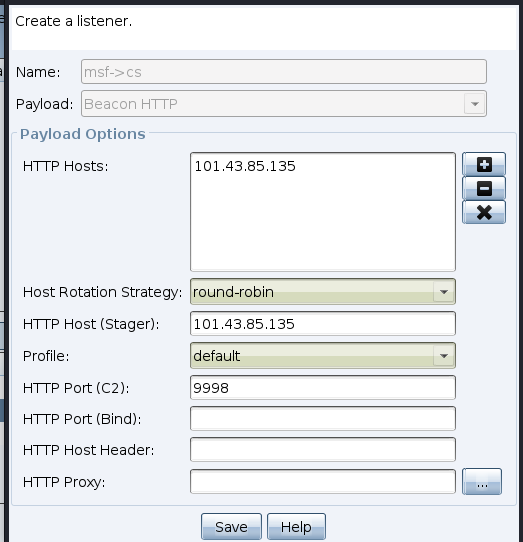 Create a listener.
Name: msf->cs
Payload: Beacon HTTP
Payload Options
HTTP Hosts: 101.43.85.135
Host Rotation Strategy: round-robin
HTTP Host (Stager): 101.43.85.135
Profile: default
HTTP Port (C2): 9998
HTTP Port (Bind):
HTTP Host Header:
HTTP Proxy: ...
Save Help